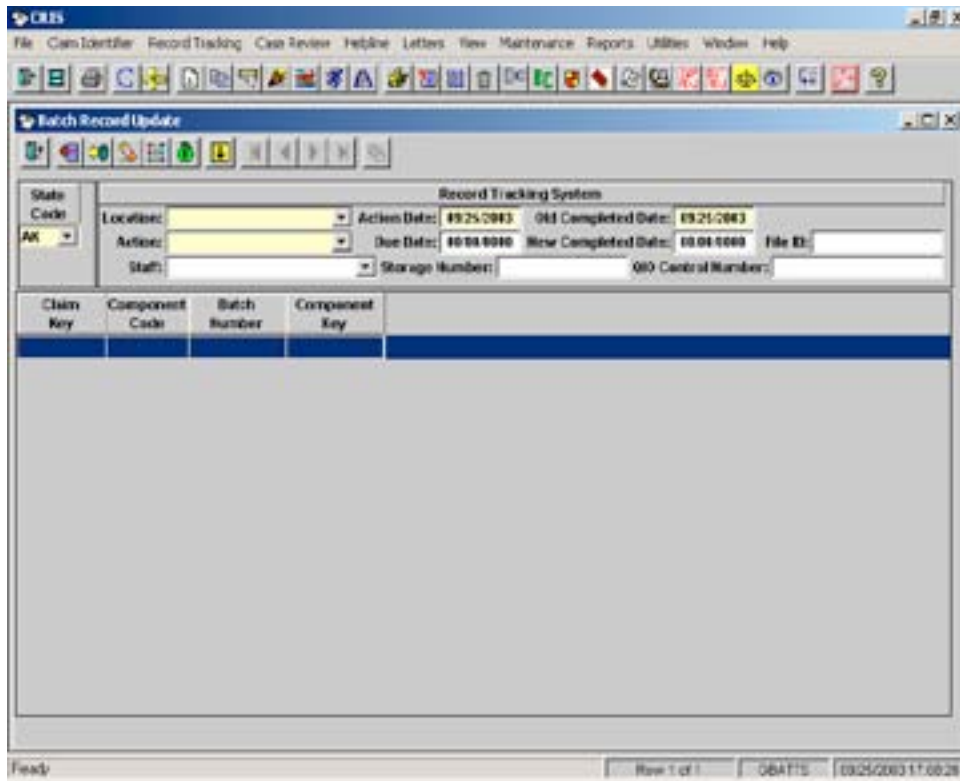 CRIS
File Claim Identifier Record Tracking Case Review Helpline Letters View Maintenance Reports Utilities Window Help
Batch Record Update
Record Tracking System
State Code
AK
Location: Action Date: 09/25/2003 Old Completed Date: 09/25/2003
Action: Due Date: 00/00/0000 New Completed Date: 00/00/0000 File ID:
Staff: Storage Number: QIO Control Number:
Claim Key Component Code Batch Number Component Key
Ready Row 1 of 1 GBATTS 09/25/2003 17:08:28